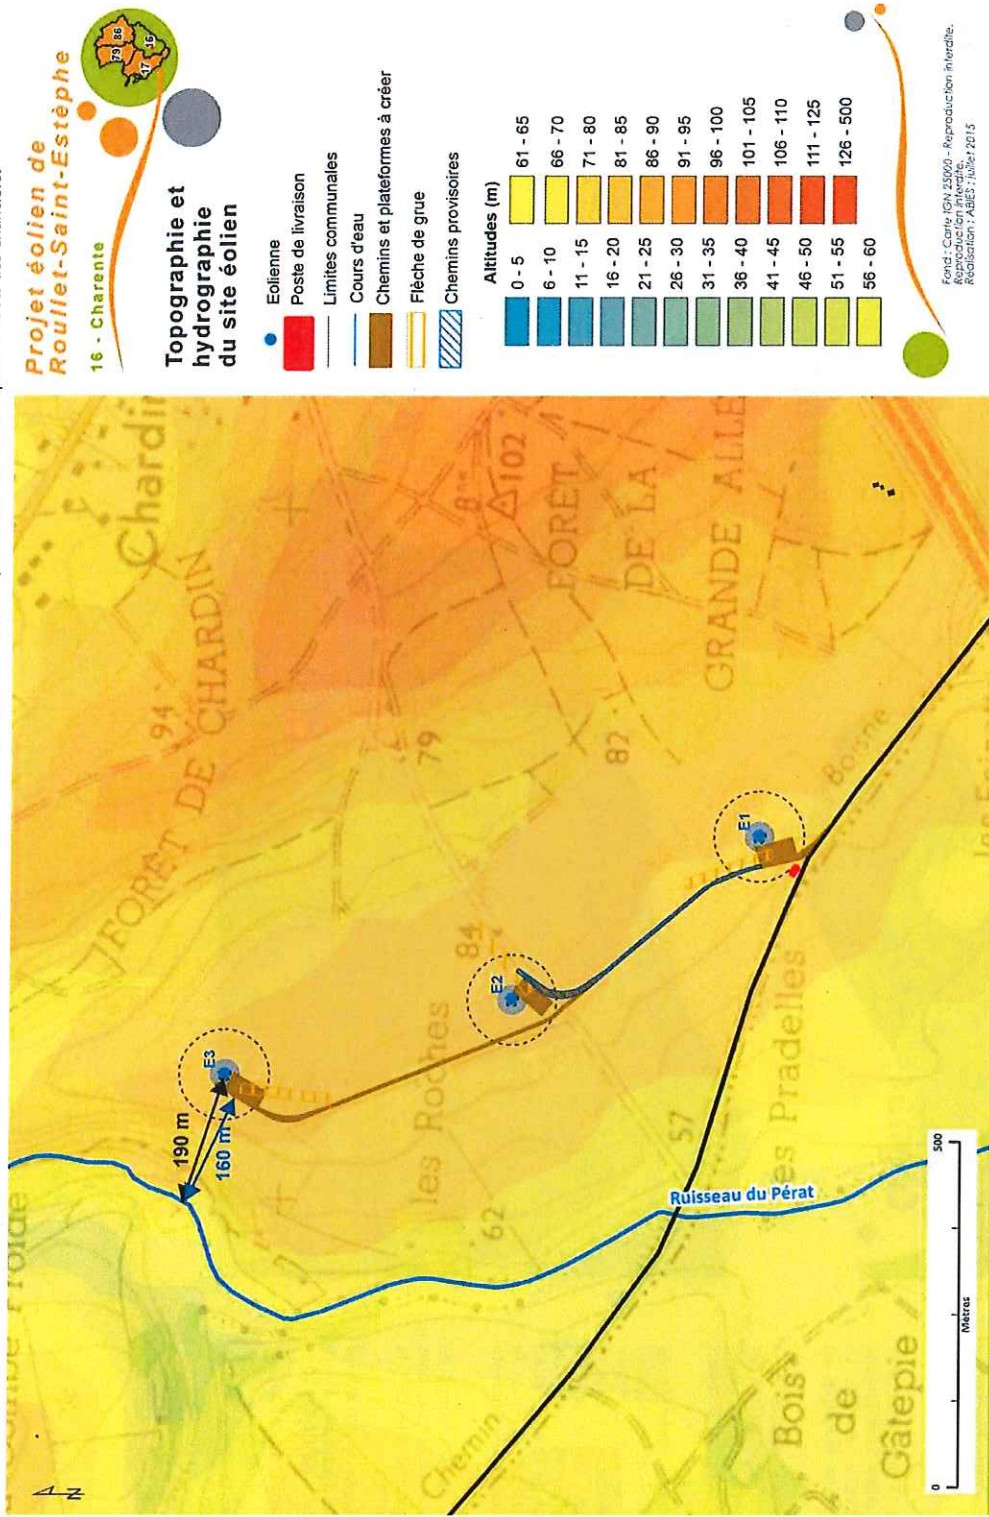 Projet éolien de
Roullet-Saint-Estèphe
16 - Charente
79
86
16
17
Topographie et
hydrographie
du site éolien
Eolienne
Poste de livraison
Limites communales
Cours d'eau
Chemins et plateformes à créer
Flèche de grue
Chemins provisoires
Altitudes (m)
0 - 5
6 - 10
11 - 15
16 - 20
21 - 25
26 - 30
31 - 35
36 - 40
41 - 45
46 - 50
51 - 55
56 - 60
61 - 65
66 - 70
71 - 80
81 - 85
86 - 90
91 - 95
96 - 100
101 - 105
106 - 110
111 - 125
126 - 500
Fond : Carte IGN 25000 - Reproduction interdite.
Reproduction interdite.
Réalisation : ABIES : juillet 2015
N
Chardin
94
FORÊT DE CHARDIN
102
FORÊT
DE LA
GRANDE ALLÉE
79
82
84
E1
E2
E3
190 m
160 m
les Roches
62
57
Boisne
les Pradelles
Ruisseau du Pérat
Chemin
Bois
de
Gâtepie
0
500
Mètres